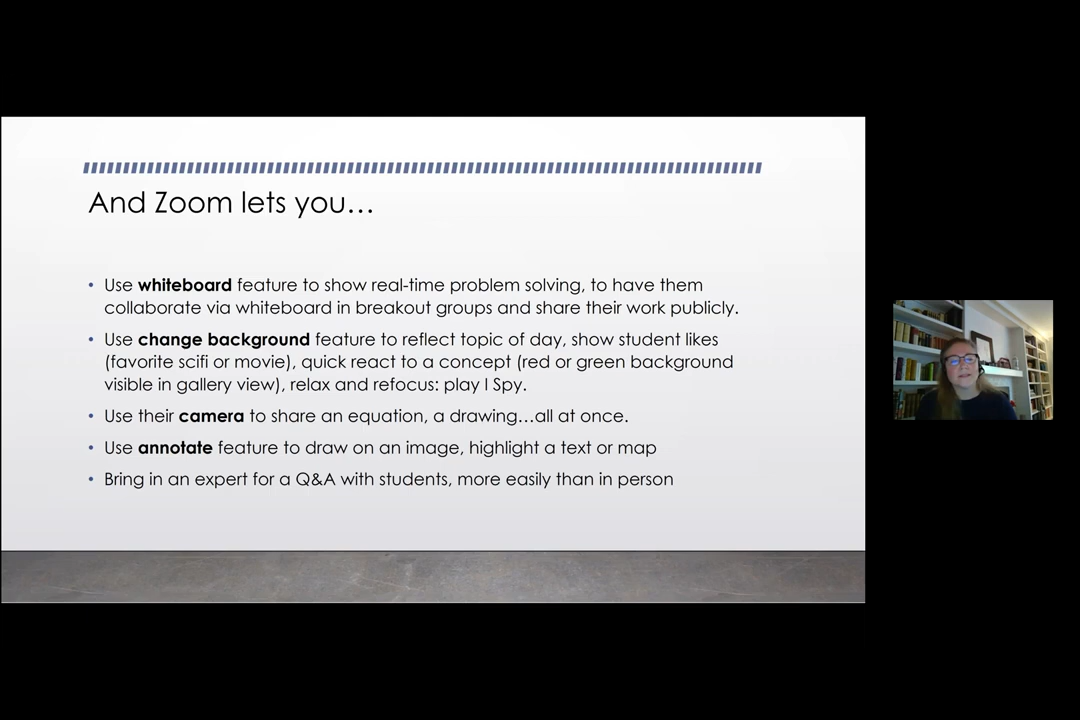 And Zoom lets you…
• Use whiteboard feature to show real-time problem solving, to have them
collaborate via whiteboard in breakout groups and share their work publicly.
• Use change background feature to reflect topic of day, show student likes
(favorite scifi or movie), quick react to a concept (red or green background
visible in gallery view), relax and refocus: play I Spy.
• Use their camera to share an equation, a drawing…all at once.
• Use annotate feature to draw on an image, highlight a text or map
• Bring in an expert for a Q&A with students, more easily than in person